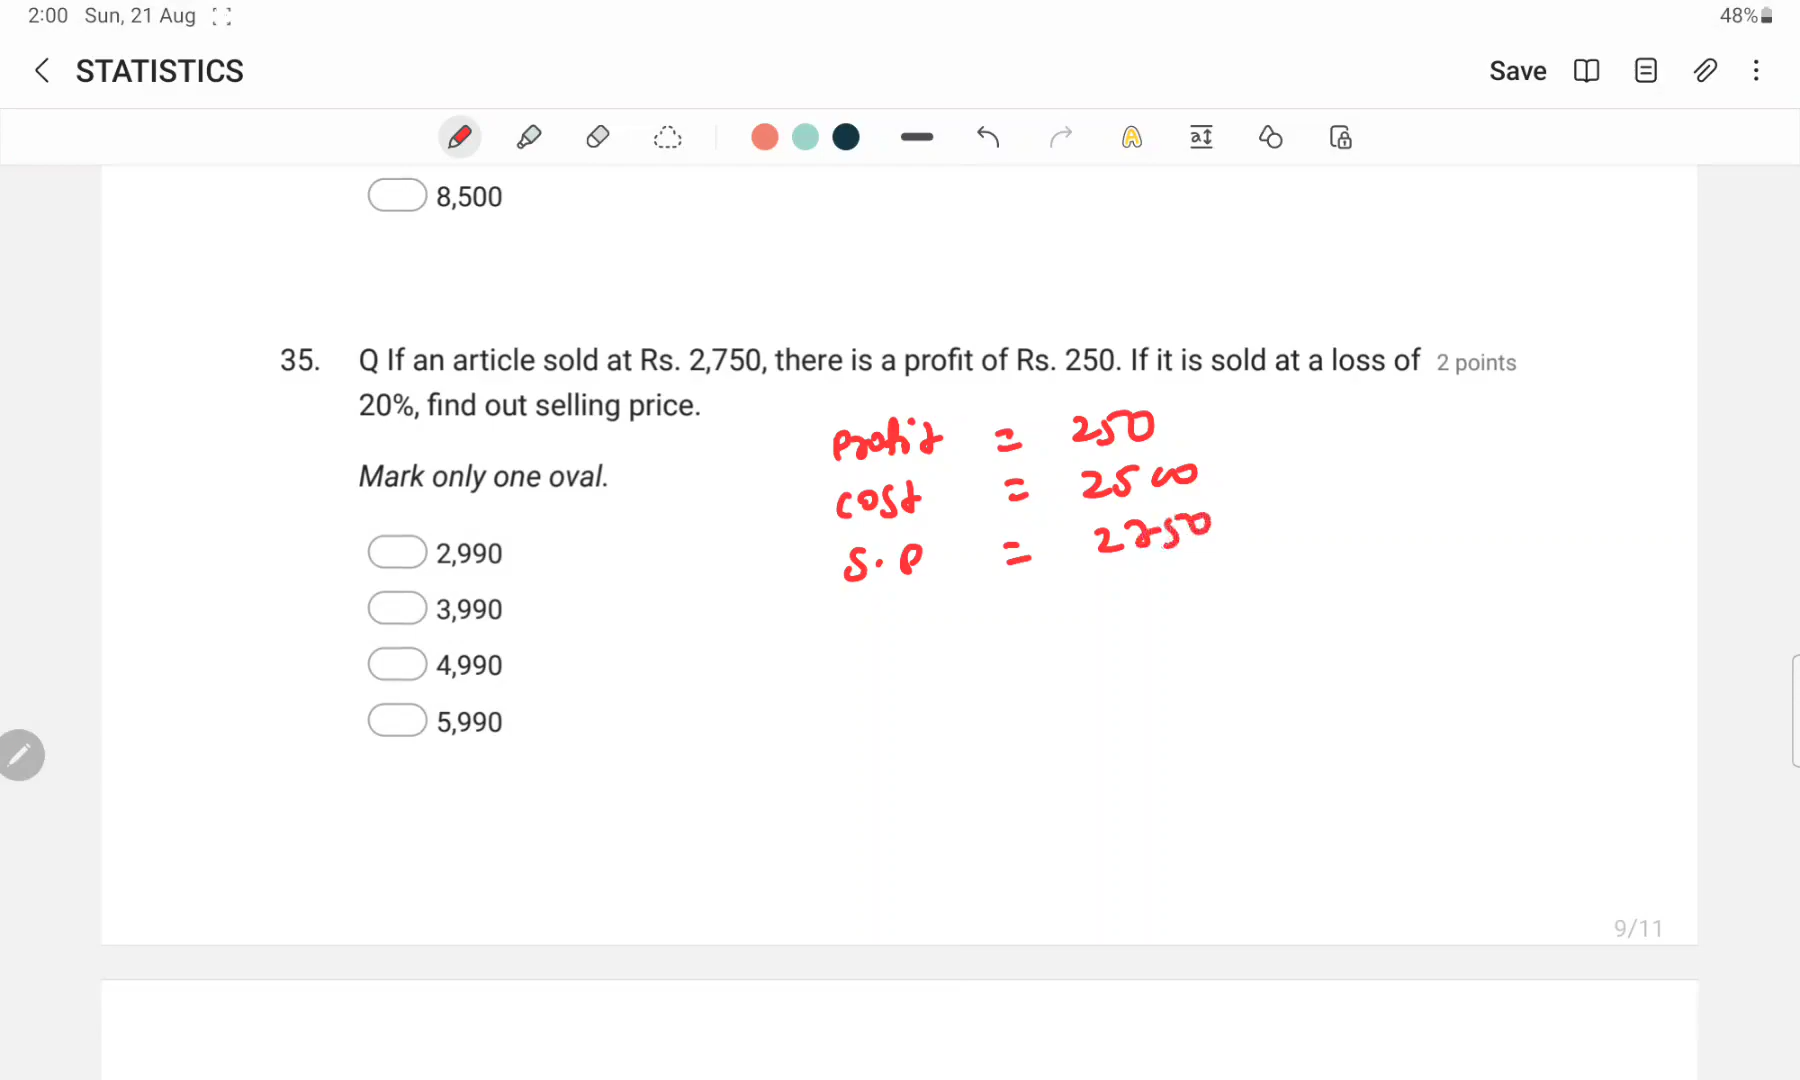 2:00 Sun, 21 Aug 48%
STATISTICS Save
8,500
35. Q If an article sold at Rs. 2,750, there is a profit of Rs. 250. If it is sold at a loss of 2 points
20%, find out selling price.
Profit = 250
Mark only one oval.
cost = 2500
S.P = 2750
2,990
3,990
4,990
5,990
9/11